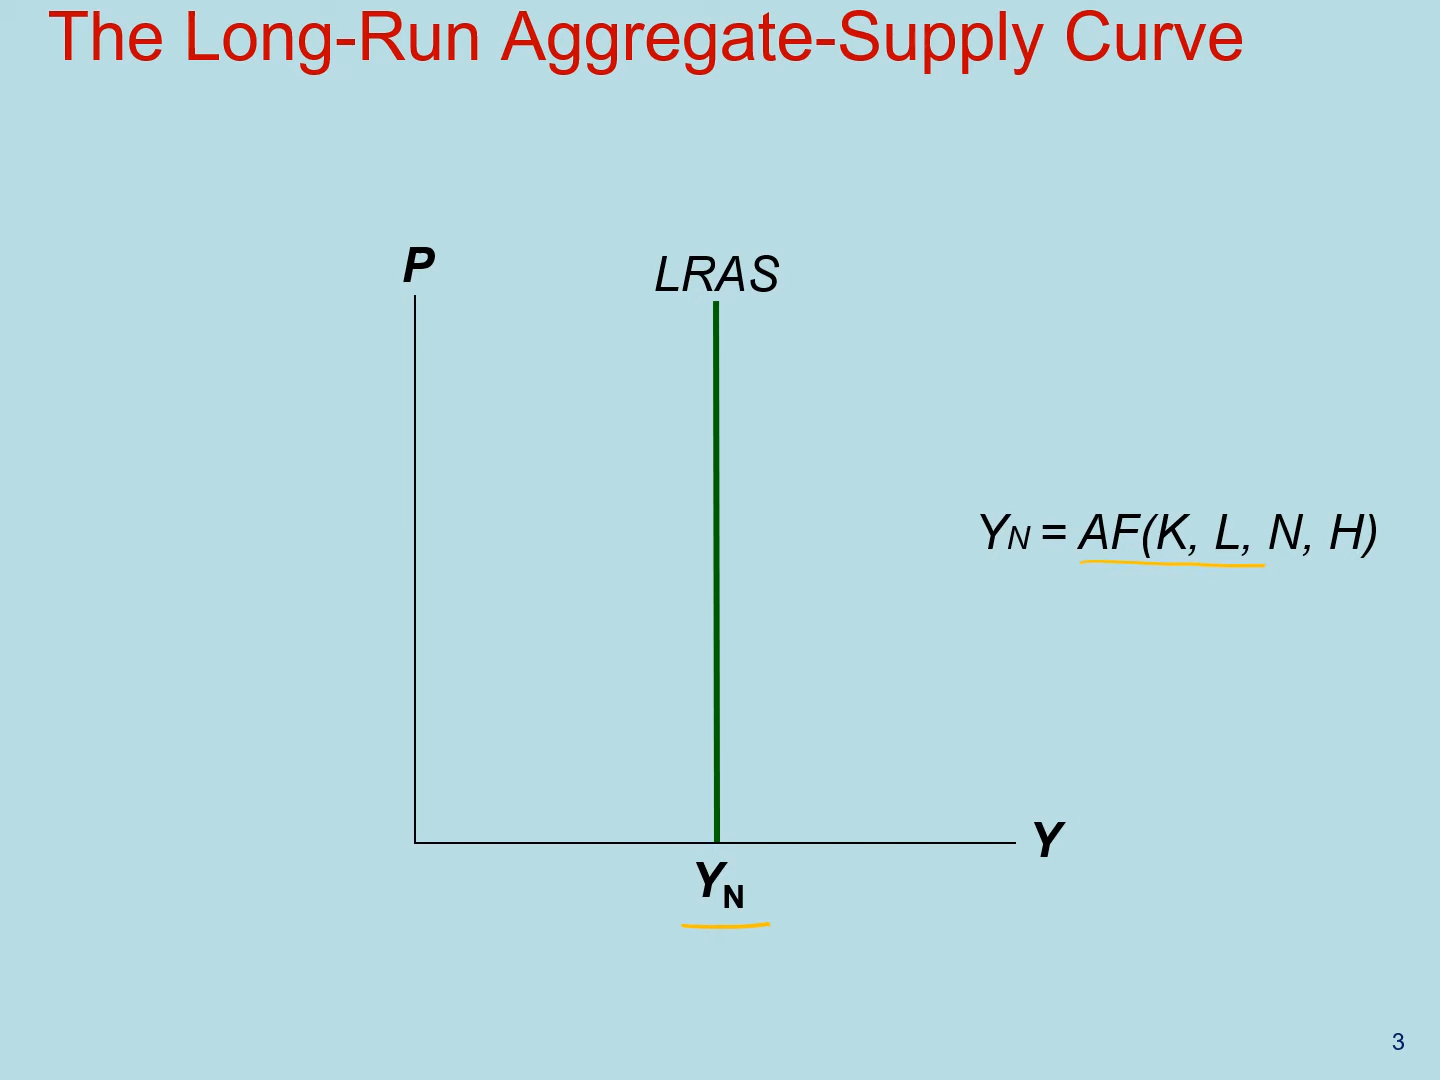 The Long-Run Aggregate-Supply Curve
P
LRAS
YN = AF(K, L, N, H)
Y
YN
3